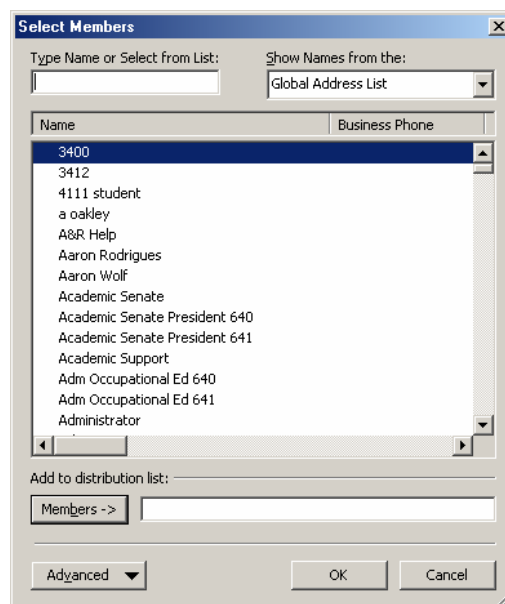 Select Members
Type Name or Select from List: Show Names from the:
Global Address List
Name Business Phone
3400
3412
4111 student
a oakley
A&R Help
Aaron Rodrigues
Aaron Wolf
Academic Senate
Academic Senate President 640
Academic Senate President 641
Academic Support
Adm Occupational Ed 640
Adm Occupational Ed 641
Administrator
Add to distribution list:
Members ->
Advanced OK Cancel